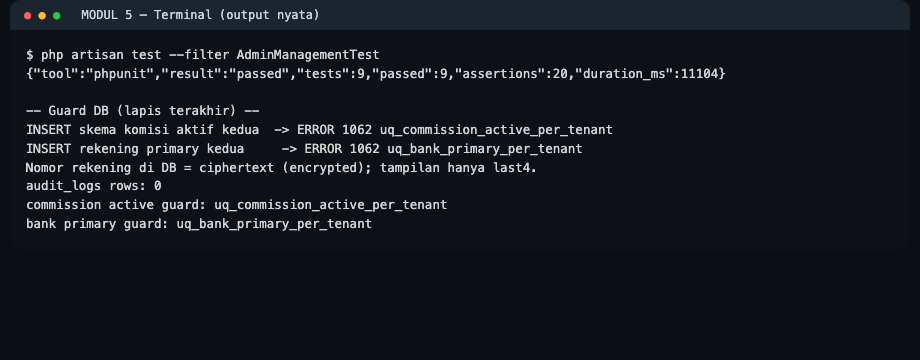 MODUL 5 — Terminal (output nyata)
$ php artisan test --filter AdminManagementTest
{"tool":"phpunit","result":"passed","tests":9,"passed":9,"assertions":20,"duration_ms":11104}
-- Guard DB (lapis terakhir) --
INSERT skema komisi aktif kedua  -> ERROR 1062 uq_commission_active_per_tenant
INSERT rekening primary kedua     -> ERROR 1062 uq_bank_primary_per_tenant
Nomor rekening di DB = ciphertext (encrypted); tampilan hanya last4.
audit_logs rows: 0
commission active guard: uq_commission_active_per_tenant
bank primary guard: uq_bank_primary_per_tenant